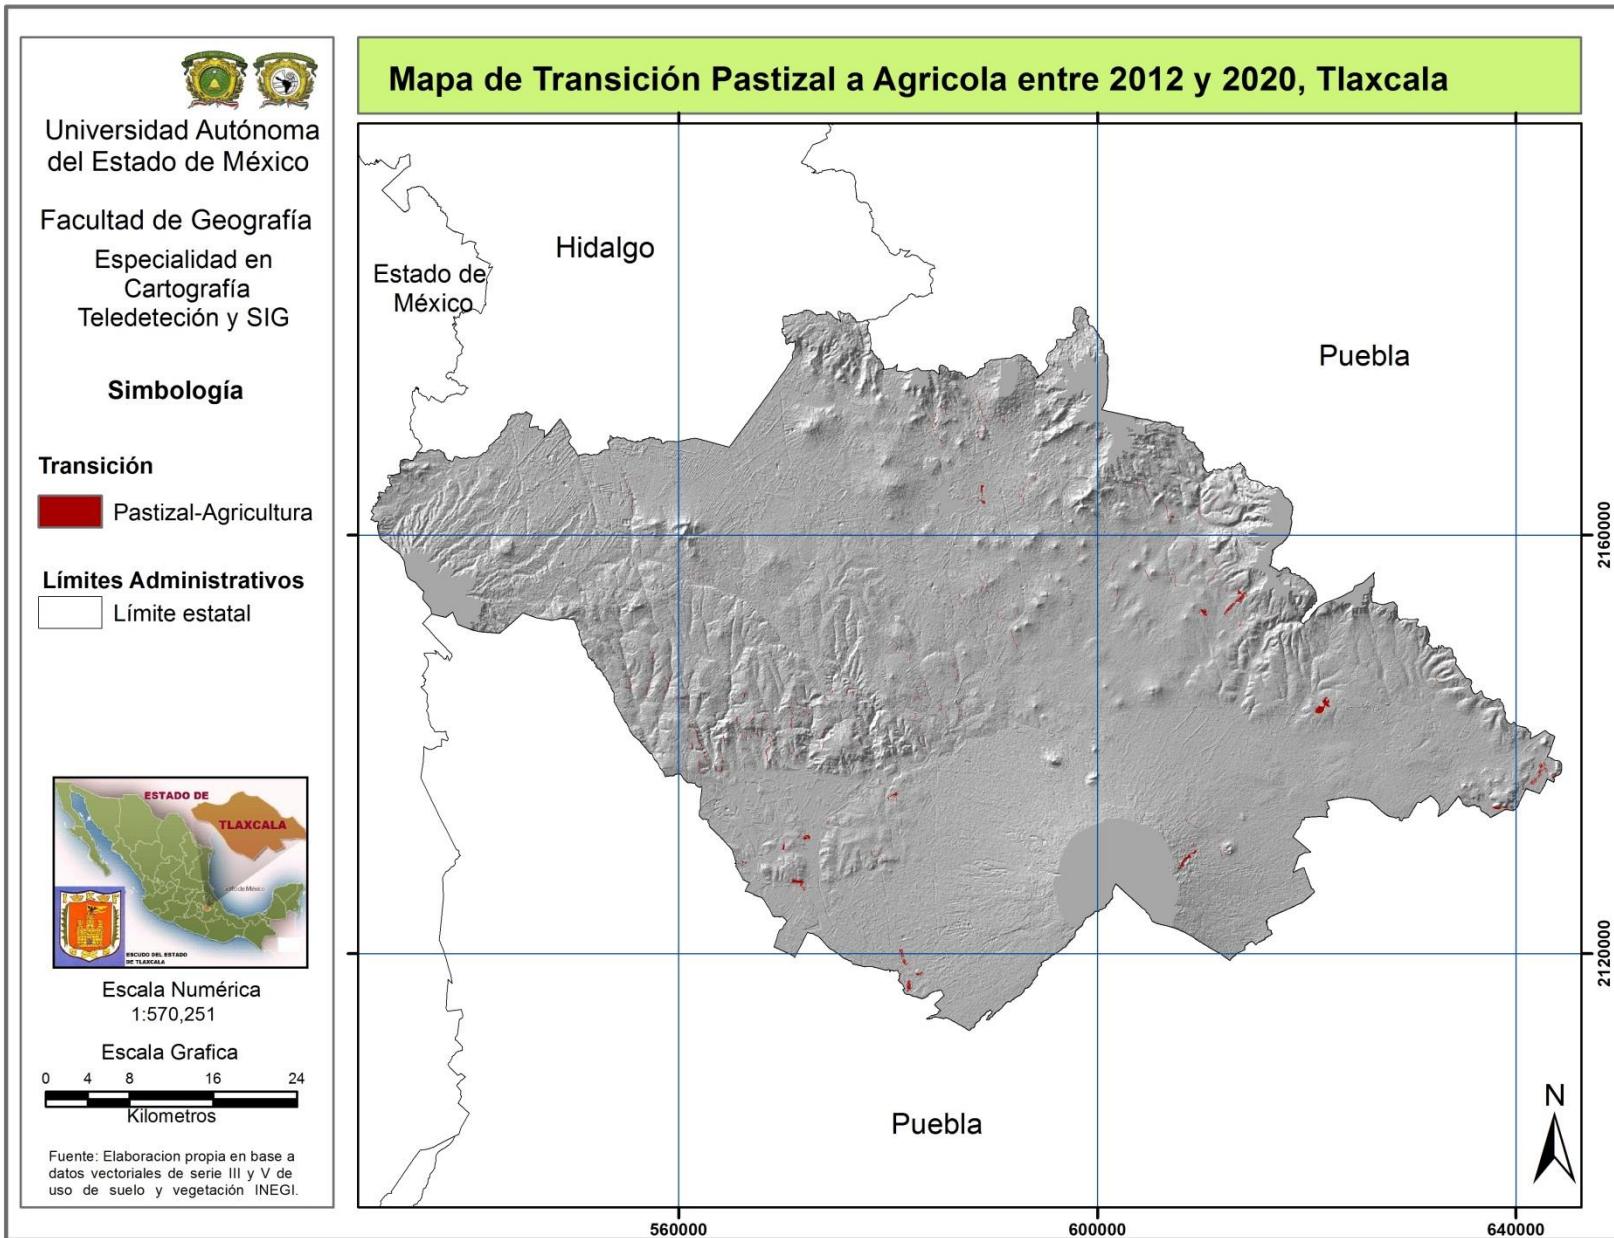 Universidad Autónoma
del Estado de México
Facultad de Geografía
Especialidad en
Cartografía
Teledeteción y SIG
Simbología
Transición
Pastizal-Agricultura
Límites Administrativos
Límite estatal
ESTADO DE
TLAXCALA
ESCUDO DEL ESTADO
DE TLAXCALA
Escala Numérica
1:570,251
Escala Grafica
0 4 8 16 24
Kilometros
Fuente: Elaboracion propia en base a
datos vectoriales de serie III y V de
uso de suelo y vegetación INEGI.
Mapa de Transición Pastizal a Agricola entre 2012 y 2020, Tlaxcala
Hidalgo
Estado de
México
Puebla
Puebla
N
2160000
2120000
560000
600000
640000